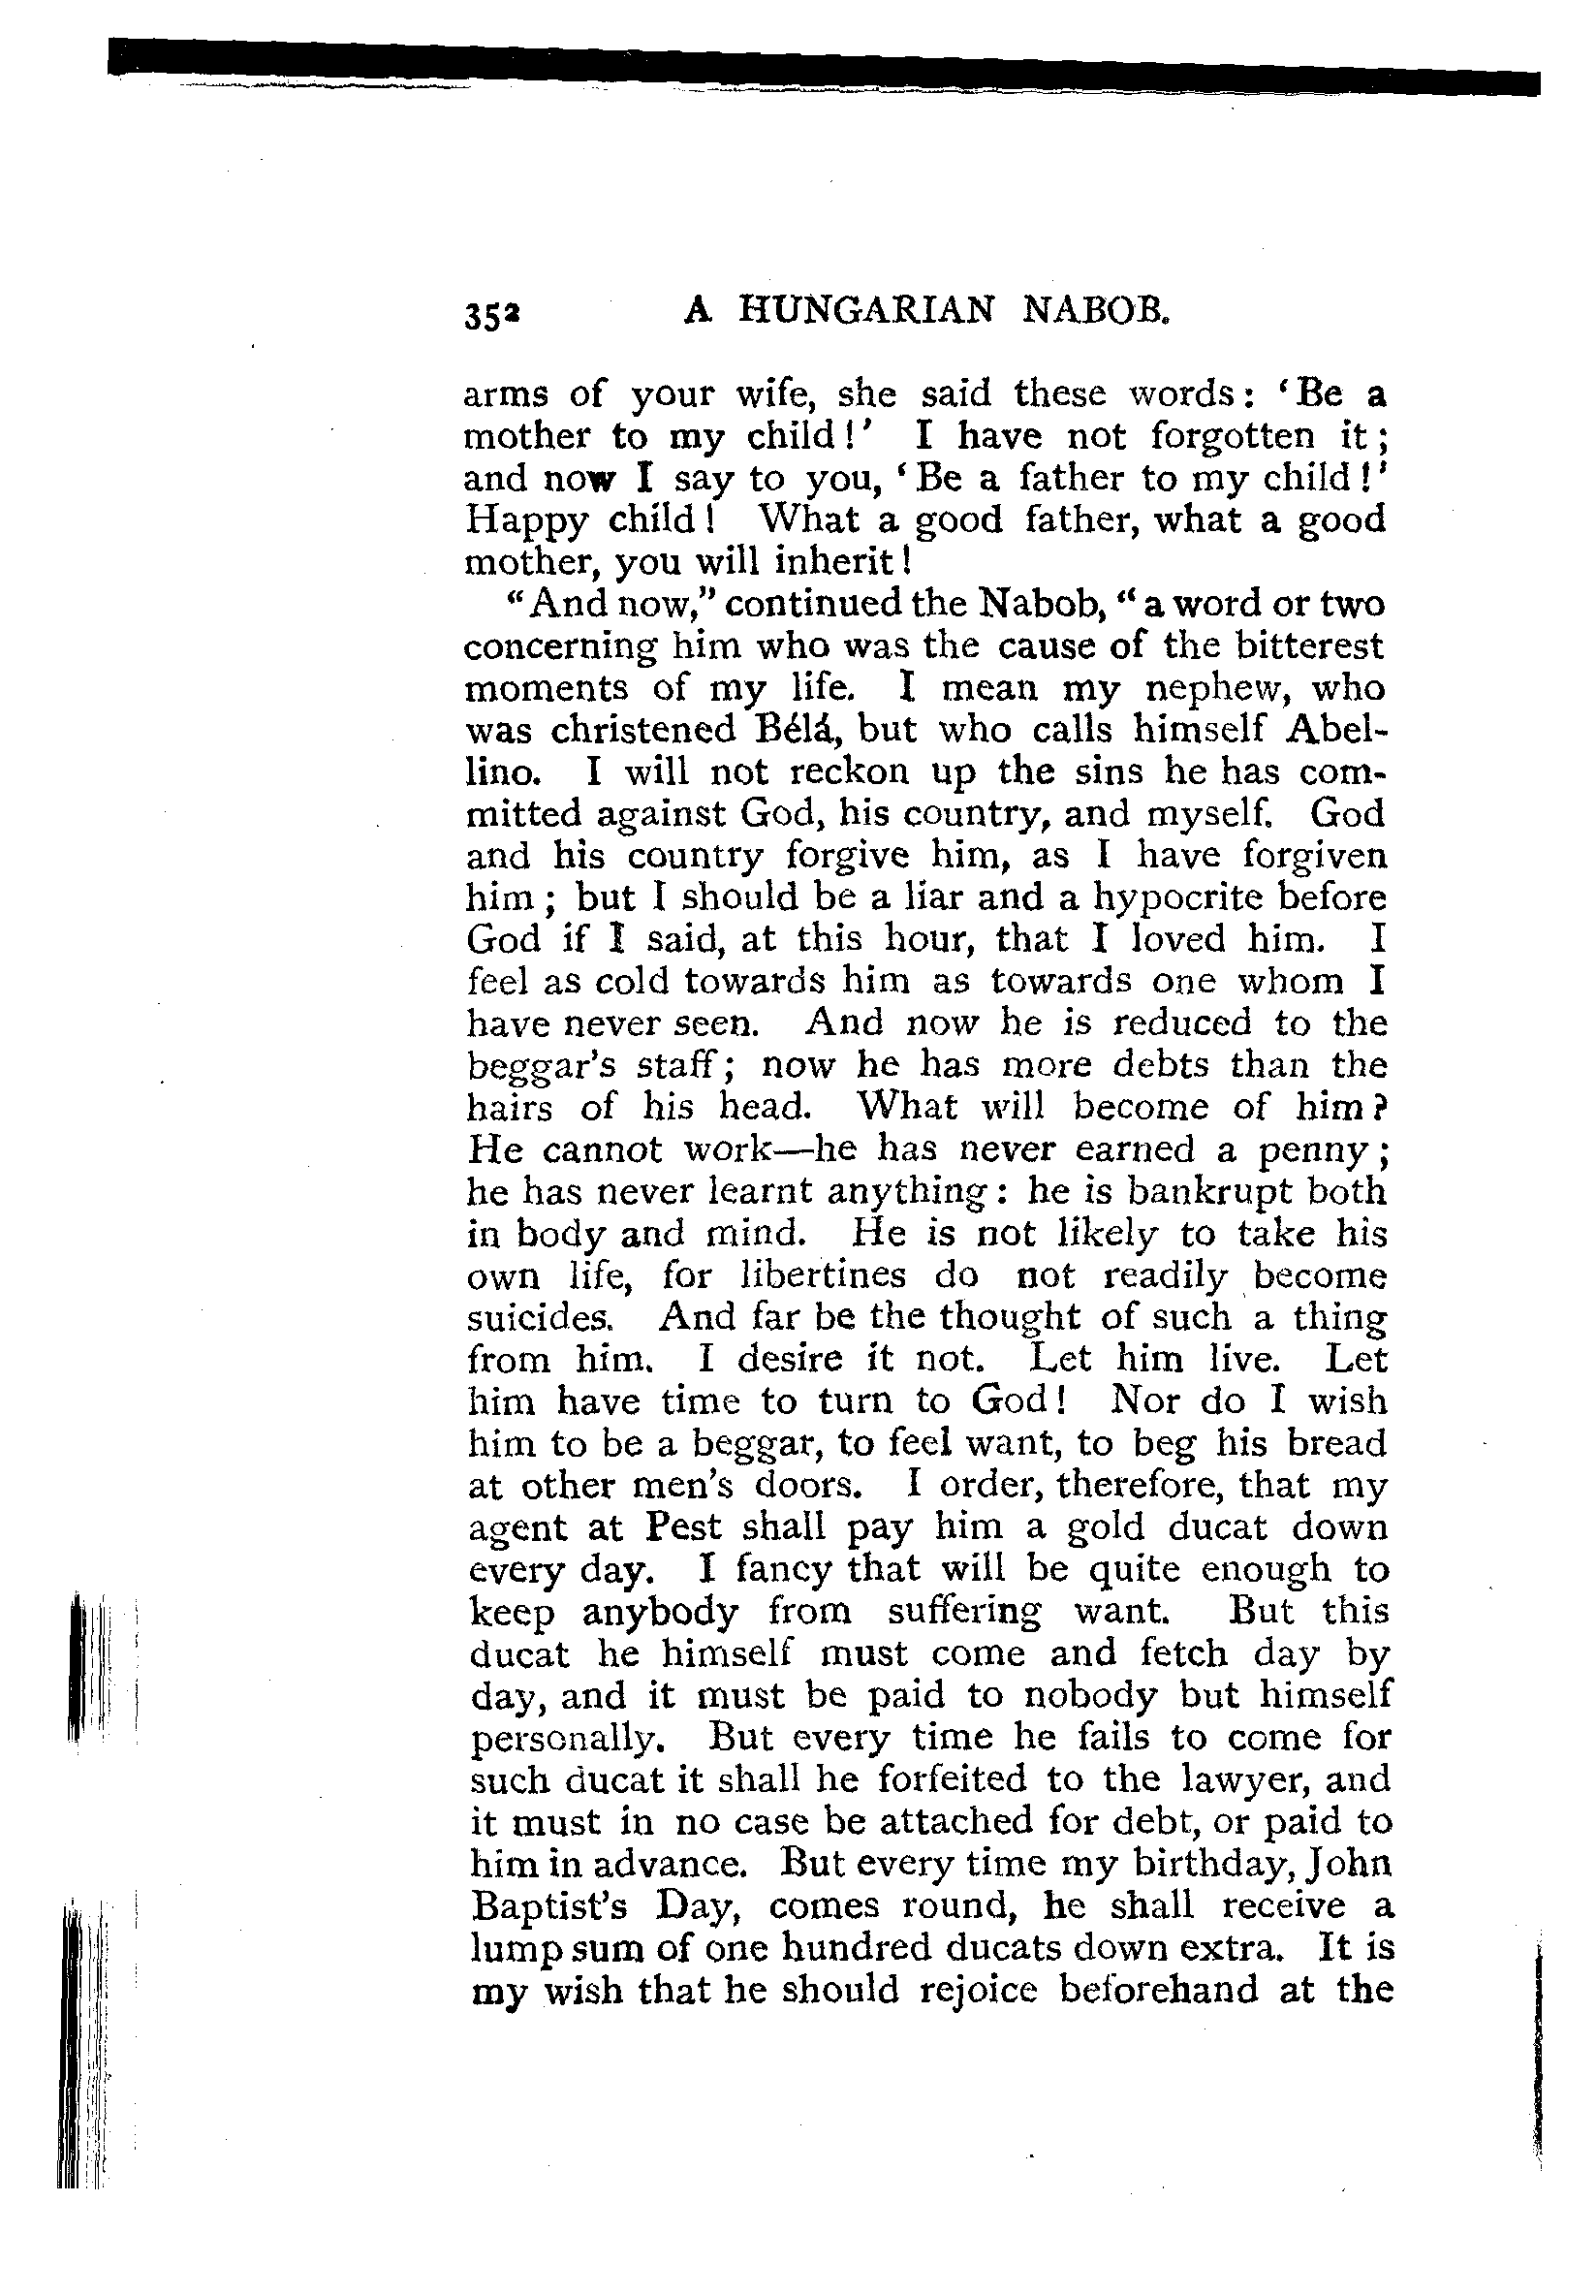 352 A HUNGARIAN NABOB.
arms of your wife, she said these words: ‘Be a
mother to my child!’ I have not forgotten it;
and now I say to you, ‘Be a father to my child!’
Happy child! What a good father, what a good
mother, you will inherit!
“And now,” continued the Nabob, “a word or two
concerning him who was the cause of the bitterest
moments of my life. I mean my nephew, who
was christened Bélá, but who calls himself Abel-
lino. I will not reckon up the sins he has com-
mitted against God, his country, and myself. God
and his country forgive him, as I have forgiven
him; but I should be a liar and a hypocrite before
God if I said, at this hour, that I loved him. I
feel as cold towards him as towards one whom I
have never seen. And now he is reduced to the
beggar’s staff; now he has more debts than the
hairs of his head. What will become of him?
He cannot work—he has never earned a penny;
he has never learnt anything: he is bankrupt both
in body and mind. He is not likely to take his
own life, for libertines do not readily become
suicides. And far be the thought of such a thing
from him. I desire it not. Let him live. Let
him have time to turn to God! Nor do I wish
him to be a beggar, to feel want, to beg his bread
at other men’s doors. I order, therefore, that my
agent at Pest shall pay him a gold ducat down
every day. I fancy that will be quite enough to
keep anybody from suffering want. But this
ducat he himself must come and fetch day by
day, and it must be paid to nobody but himself
personally. But every time he fails to come for
such ducat it shall he forfeited to the lawyer, and
it must in no case be attached for debt, or paid to
him in advance. But every time my birthday, John
Baptist’s Day, comes round, he shall receive a
lump sum of one hundred ducats down extra. It is
my wish that he should rejoice beforehand at the